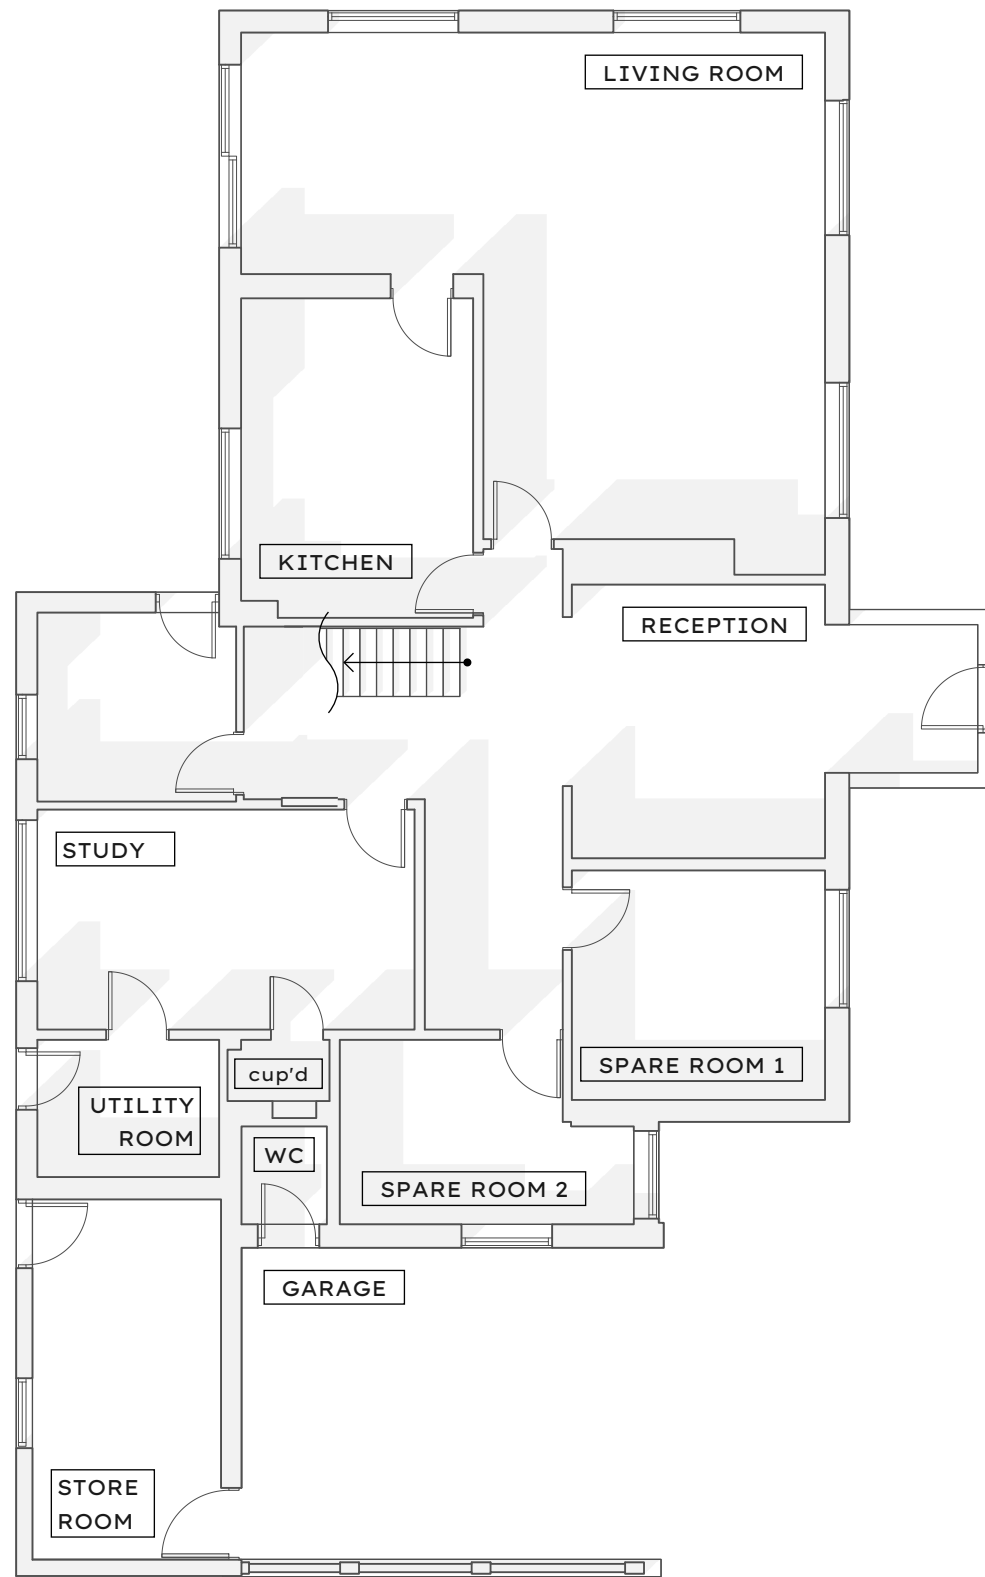 LIVING ROOM
KITCHEN
RECEPTION
STUDY
SPARE ROOM 1
cup'd
UTILITY
ROOM
WC
SPARE ROOM 2
GARAGE
STORE
ROOM